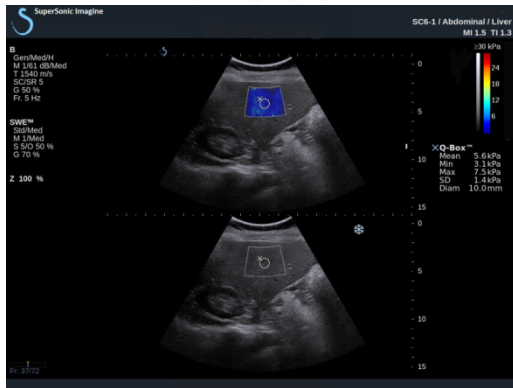 SuperSonic Imagine
SC6-1 / Abdominal / Liver
MI 1.5 TI 1.3
B
Gen/Med/H
M 1/61 dB/Med
T 1540 m/s
SC/SR 5
G 50 %
Fr. 5 Hz
SWE™
Std/Med
M 1/Med
S 5/O 50 %
G 70 %
Z 100 %
0
5
10
15
≥30 kPa
24
18
12
6
Q-Box™
Mean 5.6kPa
Min 3.1kPa
Max 7.5kPa
SD 1.4kPa
Diam 10.0mm
0
5
10
15
Fr. 37/72